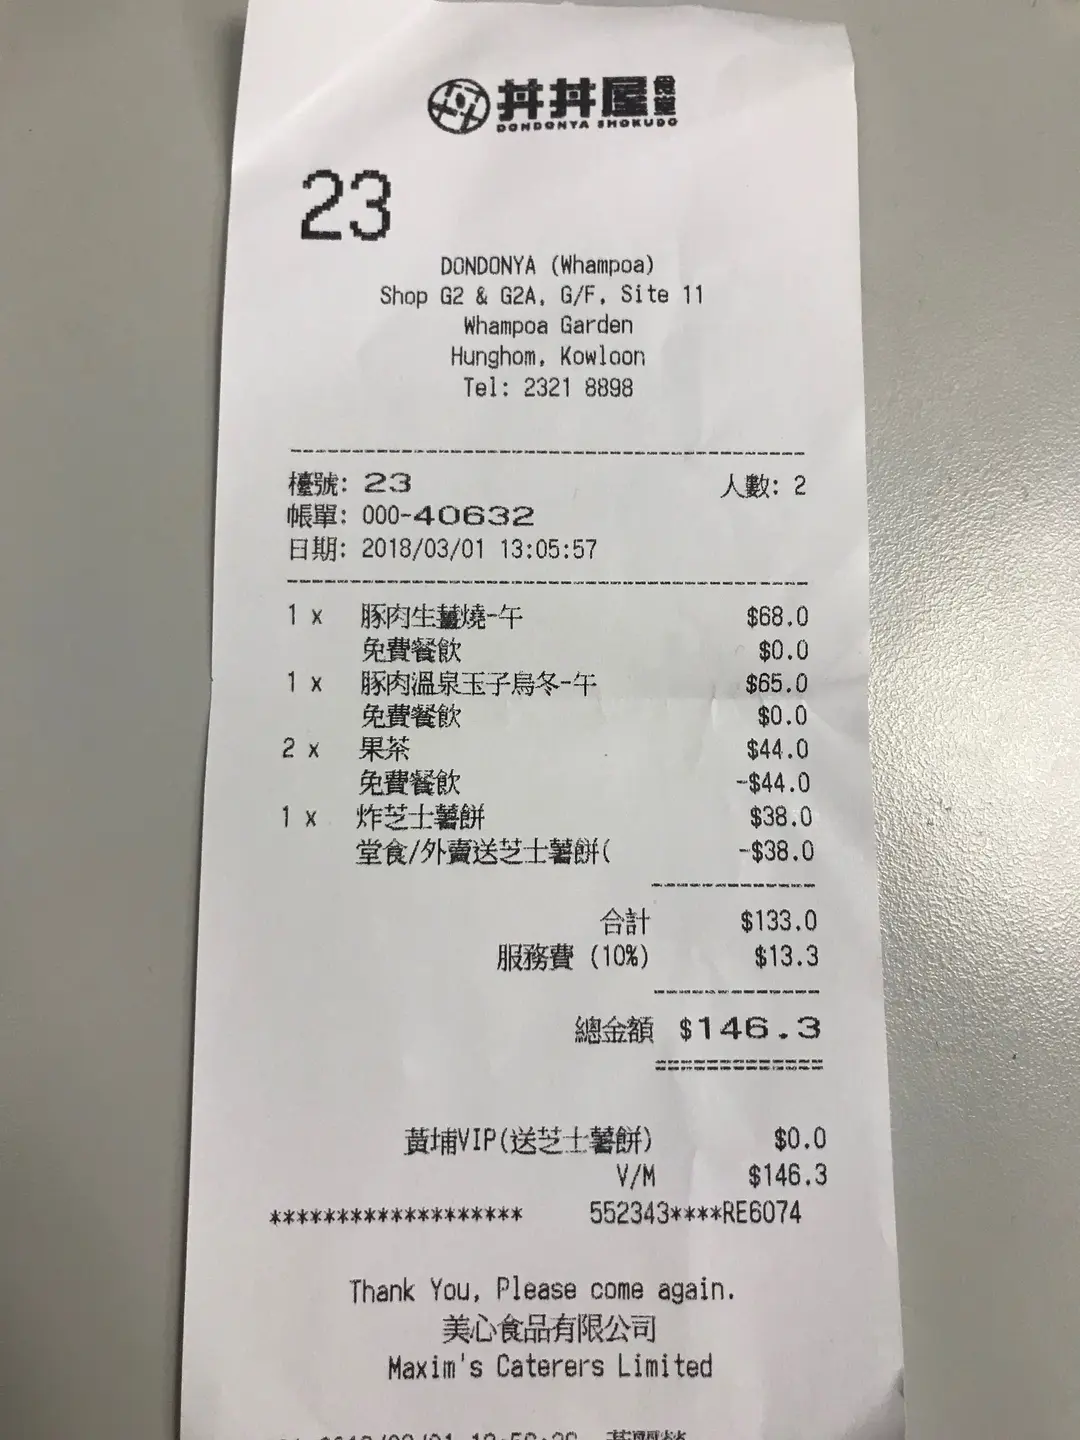 丼丼屋食堂
DONDONYA SHOKUDO
23
DONDONYA (Whampoa)
Shop G2 & G2A, G/F, Site 11
Whampoa Garden
Hunghom, Kowloon
Tel: 2321 8898
檯號: 23 人數: 2
帳單: 000-40632
日期: 2018/03/01 13:05:57
1 x 豚肉生薑燒-午 $68.0
免費餐飲 $0.0
1 x 豚肉溫泉玉子烏冬-午 $65.0
免費餐飲 $0.0
2 x 果茶 $44.0
免費餐飲 -$44.0
1 x 炸芝士薯餅 $38.0
堂食/外賣送芝士薯餅( -$38.0
合計 $133.0
服務費 (10%) $13.3
總金額 $146.3
黃埔VIP(送芝士薯餅) $0.0
V/M $146.3
******************* 552343****RE6074
Thank You, Please come again.
美心食品有限公司
Maxim's Caterers Limited